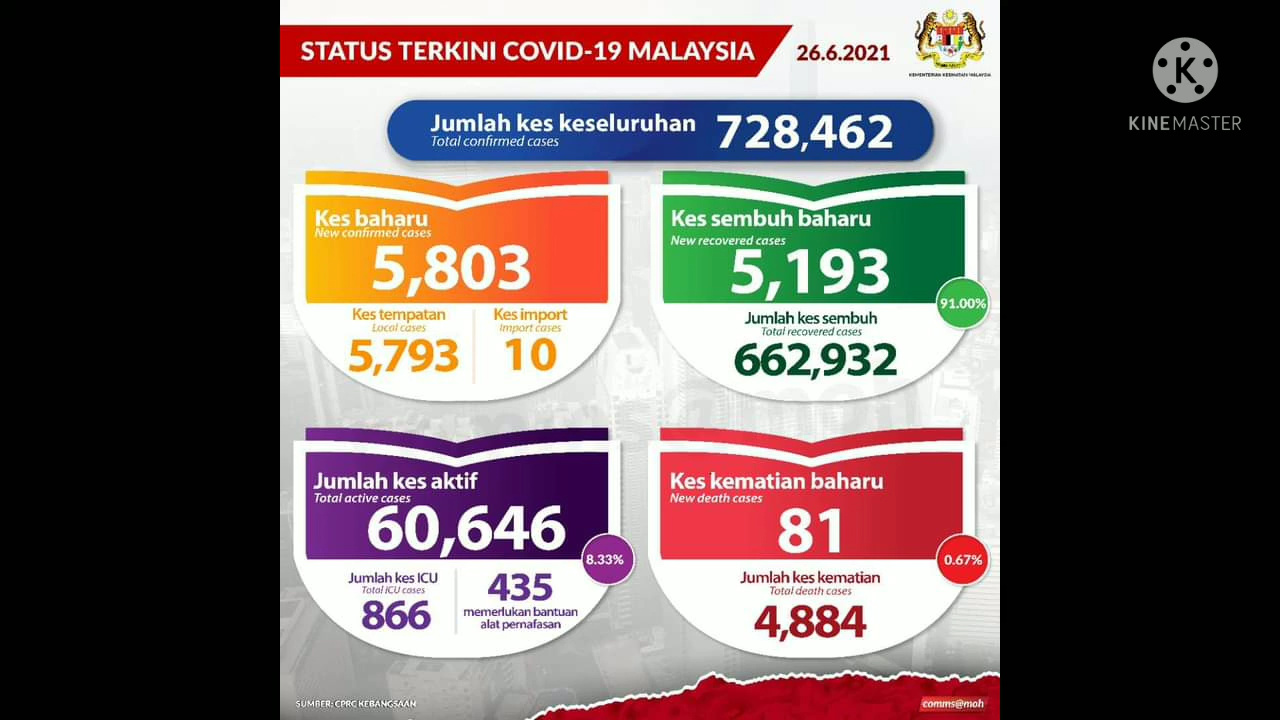 STATUS TERKINI COVID-19 MALAYSIA
26.6.2021
KEMENTERIAN KESIHATAN MALAYSIA
KINEMASTER
Jumlah kes keseluruhan
Total confirmed cases
728,462
Kes baharu
New confirmed cases
5,803
Kes tempatan
Local cases
5,793
Kes import
Import cases
10
Kes sembuh baharu
New recovered cases
5,193
91.00%
Jumlah kes sembuh
Total recovered cases
662,932
Jumlah kes aktif
Total active cases
60,646
8.33%
Jumlah kes ICU
Total ICU cases
866
435
memerlukan bantuan
alat pernafasan
Kes kematian baharu
New death cases
81
0.67%
Jumlah kes kematian
Total death cases
4,884
SUMBER: CPRC KEBANGSAAN
comms@moh